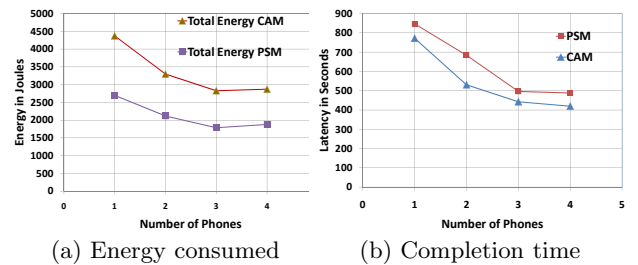 5000
4500
4000
3500
3000
2500
2000
1500
1000
500
0
Energy in Joules
Total Energy CAM
Total Energy PSM
0 1 2 3 4
Number of Phones
(a) Energy consumed
900
800
700
600
500
400
300
200
100
0
Latency in Seconds
PSM
CAM
0 1 2 3 4 5
Number of Phones
(b) Completion time